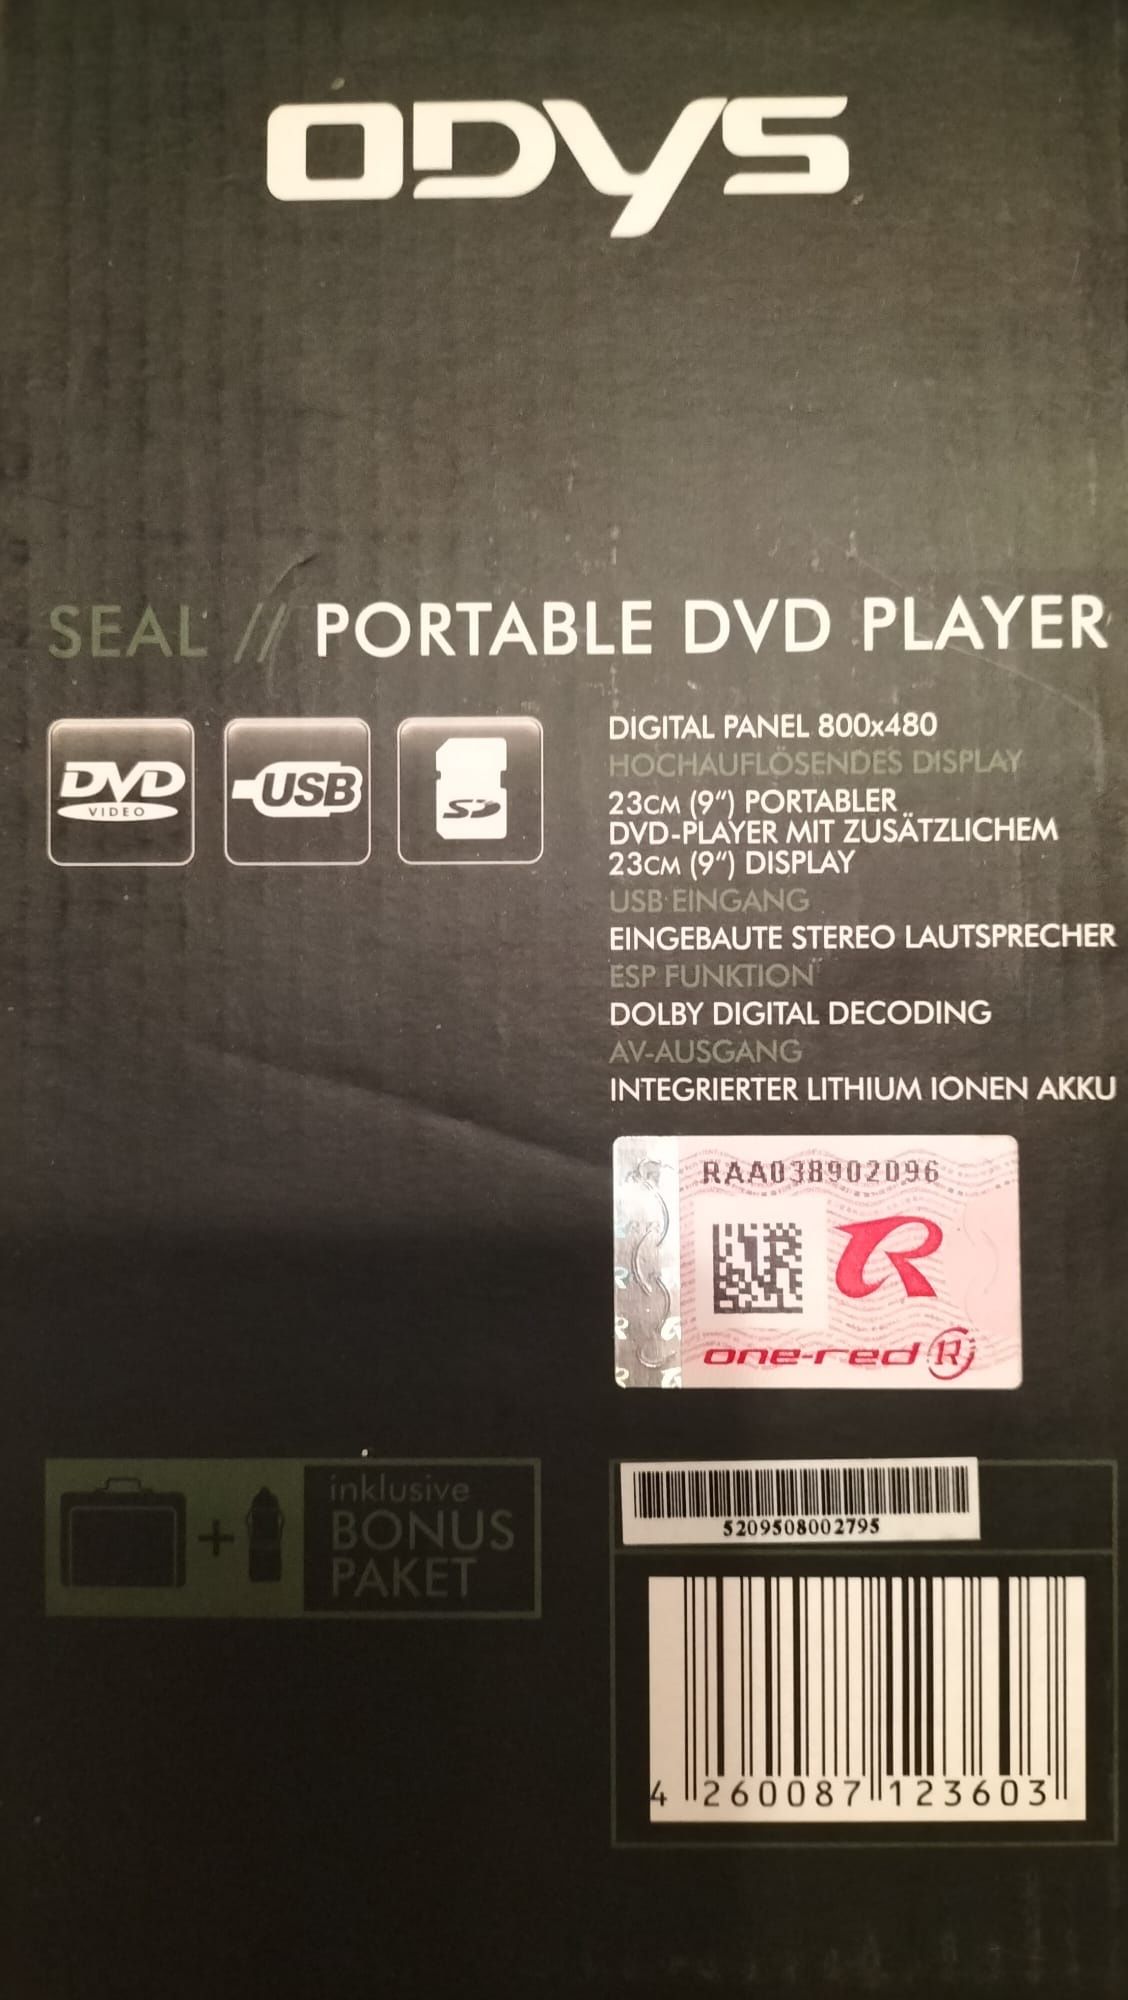 ODYS
SEAL // PORTABLE DVD PLAYER
DVD
VIDEO
USB
SD
DIGITAL PANEL 800x480
HOCHAUFLÖSENDES DISPLAY
23CM (9“) PORTABLER
DVD-PLAYER MIT ZUSÄTZLICHEM
23CM (9“) DISPLAY
USB EINGANG
EINGEBAUTE STEREO LAUTSPRECHER
ESP FUNKTION
DOLBY DIGITAL DECODING
AV-AUSGANG
INTEGRIERTER LITHIUM IONEN AKKU
RAA038902096
R
one-red R
inklusive
BONUS
PAKET
+
5209508002795
4 260087 123603